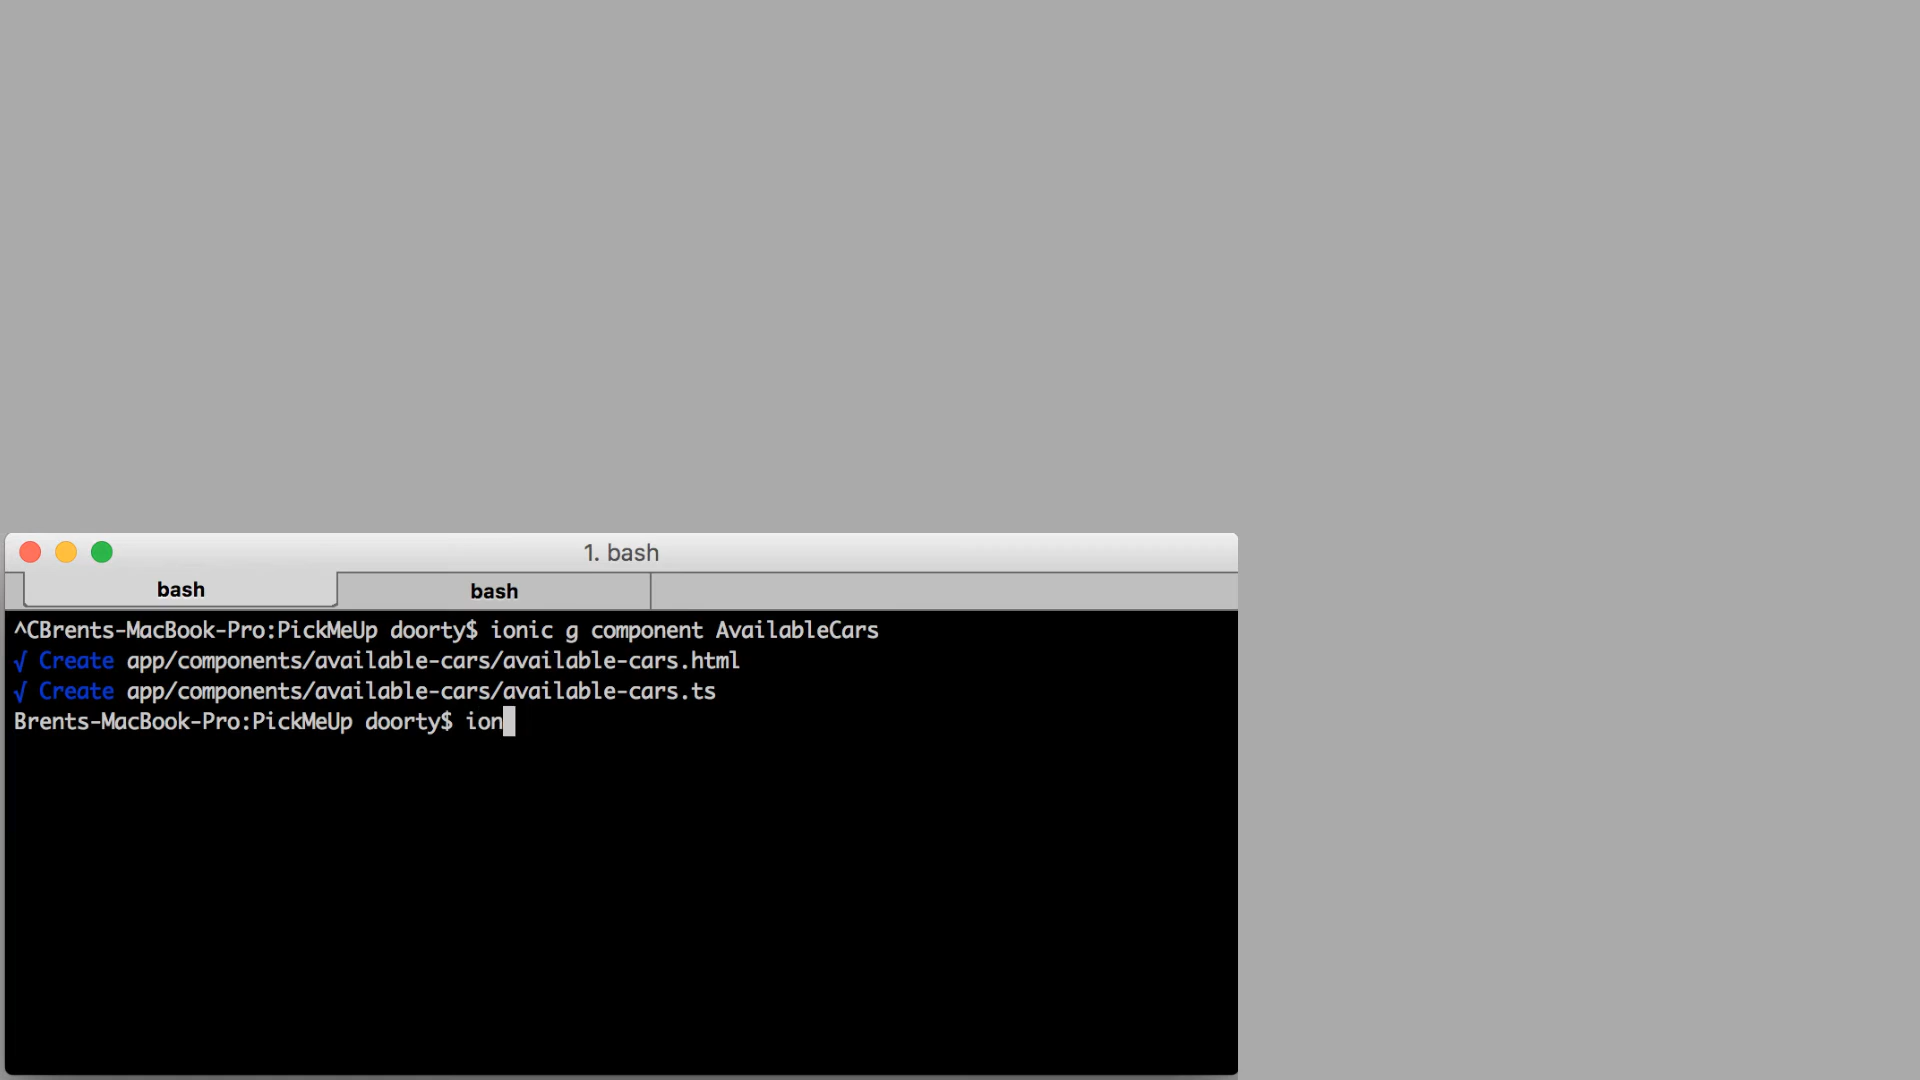 1. bash
bash bash
^CBrents-MacBook-Pro:PickMeUp doorty$ ionic g component AvailableCars
√ Create app/components/available-cars/available-cars.html
√ Create app/components/available-cars/available-cars.ts
Brents-MacBook-Pro:PickMeUp doorty$ ion